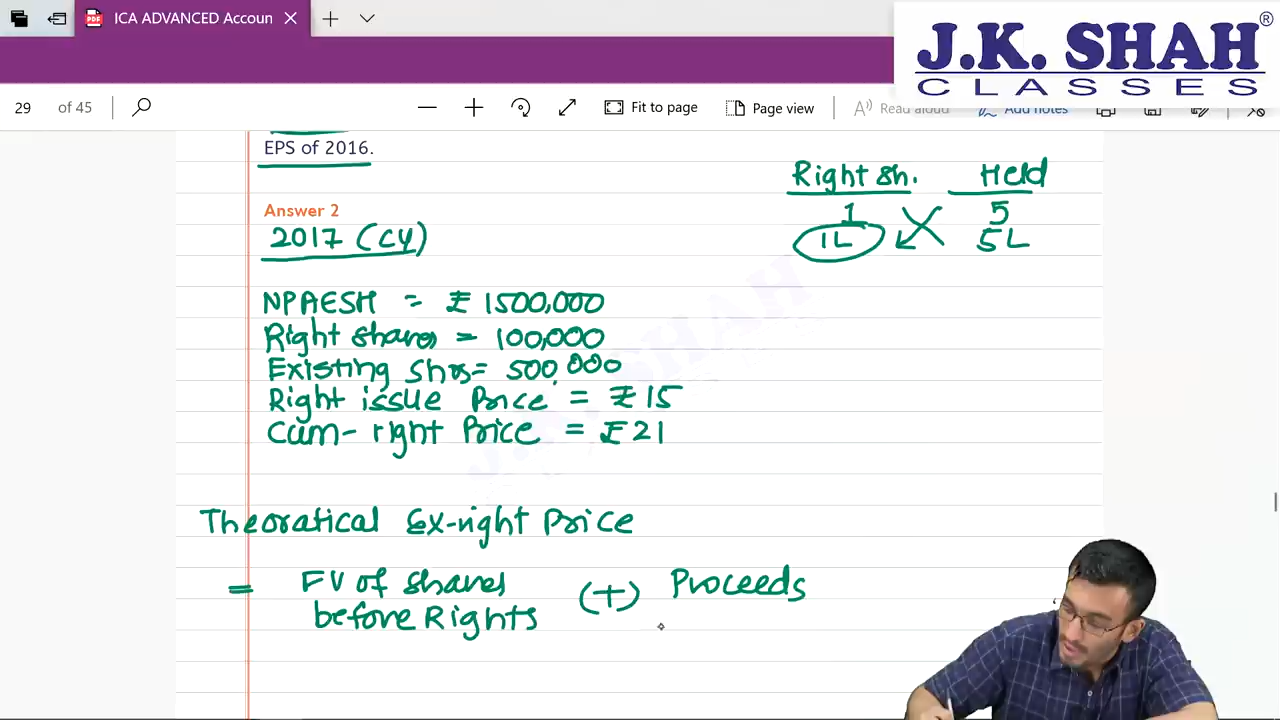 ICA ADVANCED Accoun
J.K. SHAH®
CLASSES
29 of 45
Fit to page
Page view
Read aloud
Add notes
EPS of 2016.
Right sh. Held
1 5
1L 5L
Answer 2
2017 (CY)
NPAESH = ₹ 1500,000
Right shares = 100,000
Existing Shrs = 500,000
Right issue Price = ₹15
Cum-right Price = ₹21
Theoratical Ex-right Price
= FV of shares (+) Proceeds
before Rights